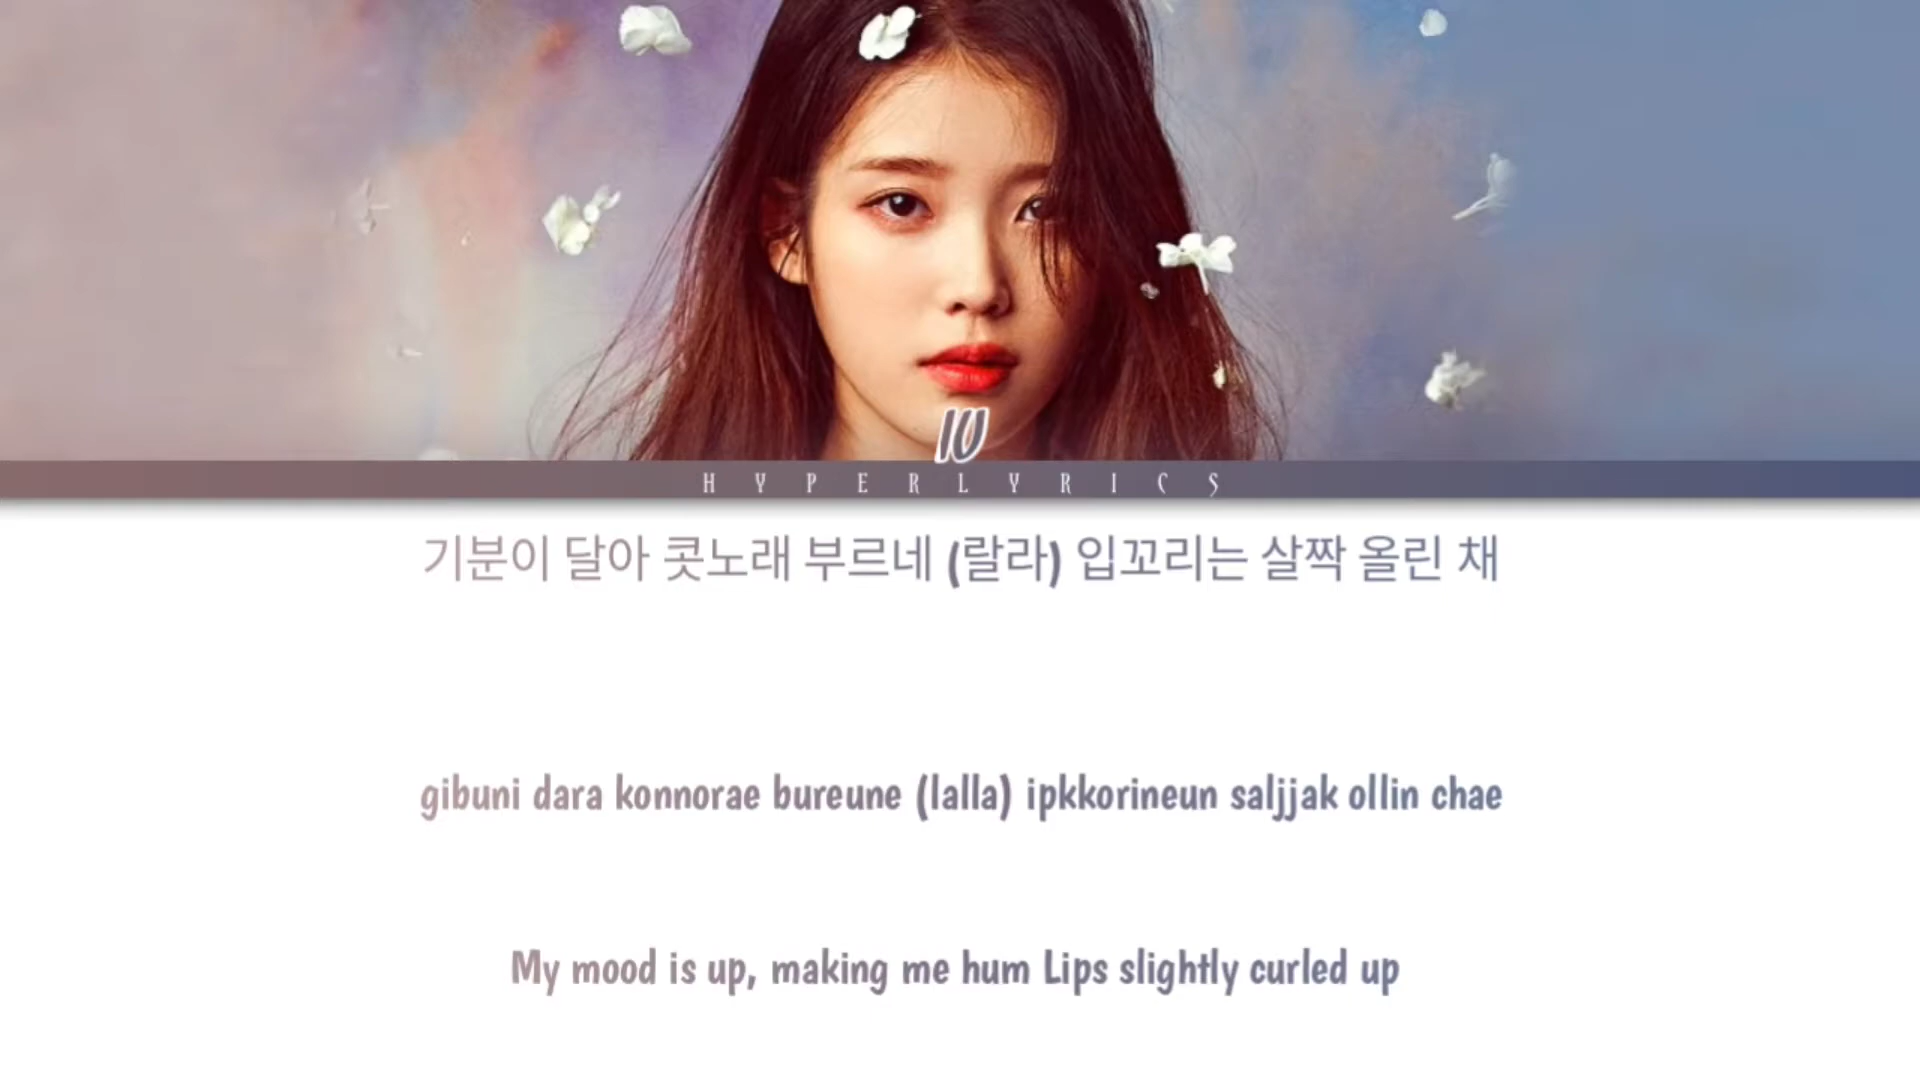 IU
HYPERLYRICS
기분이 달아 콧노래 부르네 (랄라) 입꼬리는 살짝 올린 채
gibuni dara konnorae bureune (lalla) ipkkorineun saljjak ollin chae
My mood is up, making me hum Lips slightly curled up